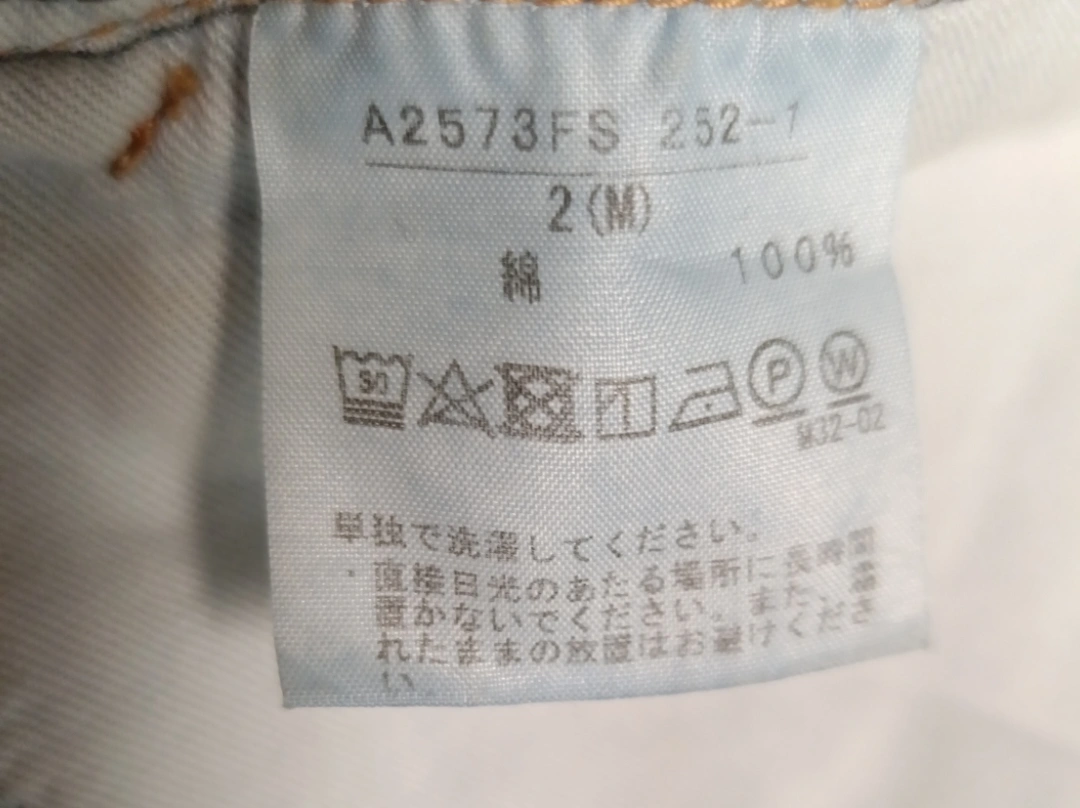 A2573FS 252-1
2(M)
綿 100%
30
P W
M32-02
単独で洗濯してください。
・直接日光のあたる場所に長時間
置かないでください。また、濡
れたままの放置はお避けくださ
い。